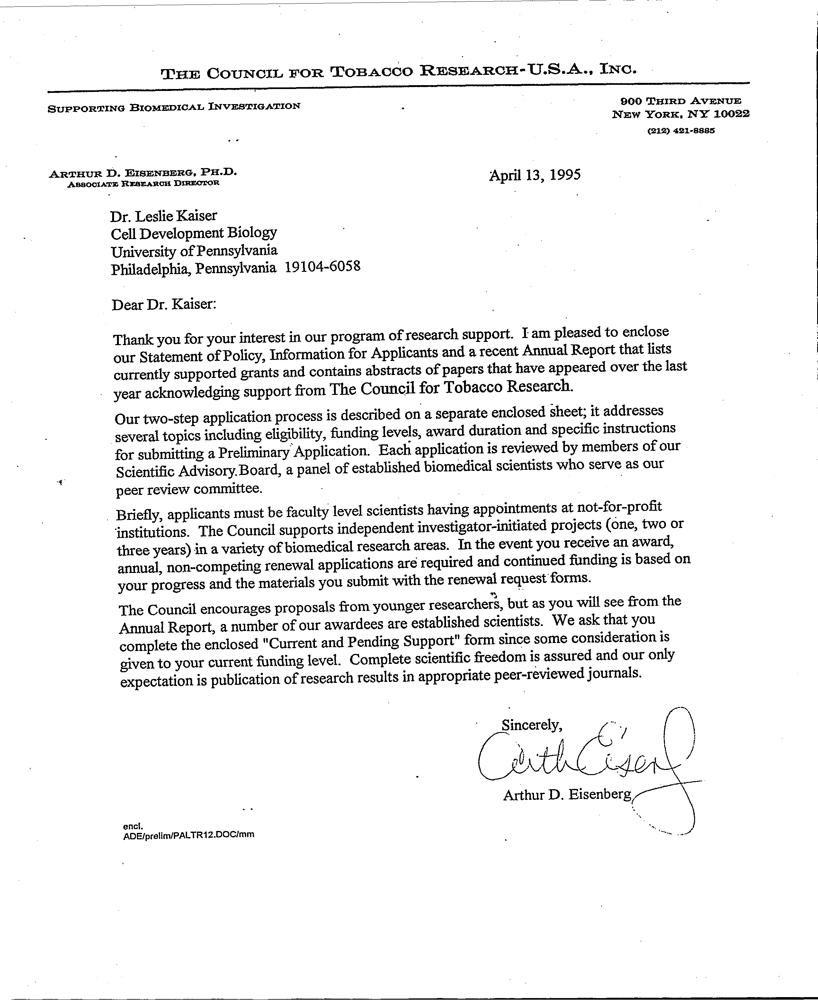 THE COUNCIL FOR TOBACCO RESEARCH-U.S.A., INC.
SUPPORTING BIOMEDICAL INVESTIGATION
900 THIRD AVENUE
NEW YORK, NY 10022
(212) 421-8885
ARTHUR D. EISENBERG, PH.D.
ASSOCIATE RESEARCH DIRECTOR
April 13, 1995
Dr. Leslie Kaiser
Cell Development Biology
University of Pennsylvania
Philadelphia, Pennsylvania 19104-6058
Dear Dr. Kaiser:
Thank you for your interest in our program of research support. I am pleased to enclose
our Statement of Policy, Information for Applicants and a recent Annual Report that lists
currently supported grants and contains abstracts of papers that have appeared over the last
year acknowledging support from The Council for Tobacco Research.
Our two-step application process is described on a separate enclosed sheet; it addresses
several topics including eligibility, funding levels, award duration and specific instructions
for submitting a Preliminary Application. Each application is reviewed by members of our
Scientific Advisory Board, a panel of established biomedical scientists who serve as our
peer review committee.
Briefly, applicants must be faculty level scientists having appointments at not-for-profit
institutions. The Council supports independent investigator-initiated projects (one, two or
three years) in a variety of biomedical research areas. In the event you receive an award,
annual, non-competing renewal applications are required and continued funding is based on
your progress and the materials you submit with the renewal request forms.
The Council encourages proposals from younger researchers, but as you will see from the
Annual Report, a number of our awardees are established scientists. We ask that you
complete the enclosed "Current and Pending Support" form since some consideration is
given to your current funding level. Complete scientific freedom is assured and our only
expectation is publication of research results in appropriate peer-reviewed journals.
Sincerely,
Arthur D. Eisenberg
encl.
ADE/prelim/PALTR12.DOC/mm